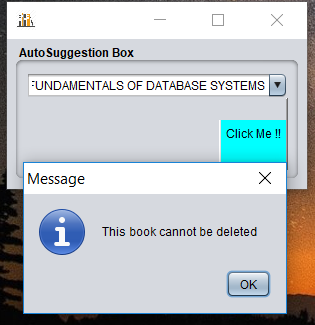 AutoSuggestion Box
FUNDAMENTALS OF DATABASE SYSTEMS
Click Me !!
Message
This book cannot be deleted
OK